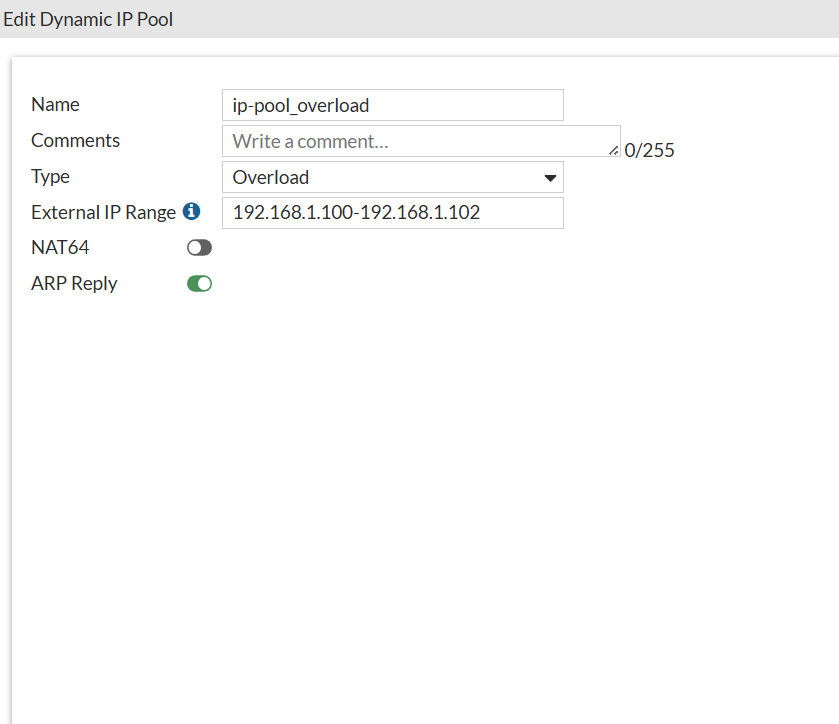 Edit Dynamic IP Pool
Name ip-pool_overload
Comments Write a comment... 0/255
Type Overload
External IP Range 192.168.1.100-192.168.1.102
NAT64
ARP Reply